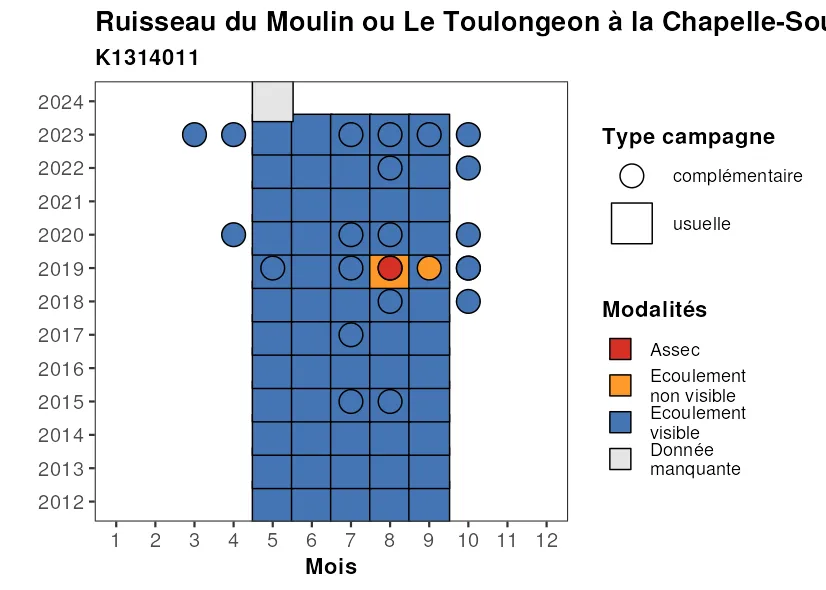 Ruisseau du Moulin ou Le Toulongeon à la Chapelle-Sou
K1314011
2024
2023
2022
2021
2020
2019
2018
2017
2016
2015
2014
2013
2012
1 2 3 4 5 6 7 8 9 10 11 12
Mois
Type campagne
complémentaire
usuelle
Modalités
Assec
Ecoulement
non visible
Ecoulement
visible
Donnée
manquante